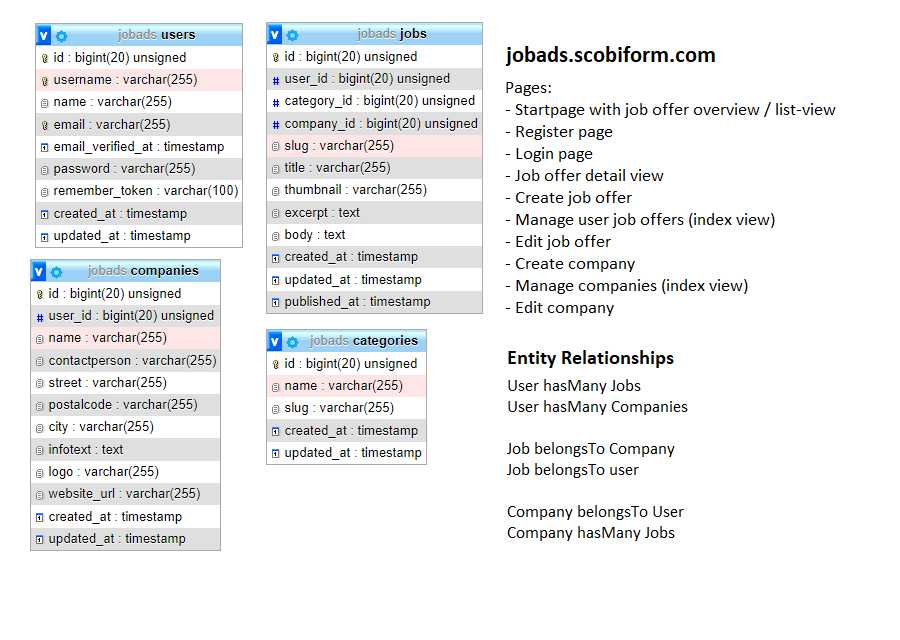 jobads users
id : bigint(20) unsigned
username : varchar(255)
name : varchar(255)
email : varchar(255)
email_verified_at : timestamp
password : varchar(255)
remember_token : varchar(100)
created_at : timestamp
updated_at : timestamp
jobads companies
id : bigint(20) unsigned
user_id : bigint(20) unsigned
name : varchar(255)
contactperson : varchar(255)
street : varchar(255)
postalcode : varchar(255)
city : varchar(255)
infotext : text
logo : varchar(255)
website_url : varchar(255)
created_at : timestamp
updated_at : timestamp
jobads jobs
id : bigint(20) unsigned
user_id : bigint(20) unsigned
category_id : bigint(20) unsigned
company_id : bigint(20) unsigned
slug : varchar(255)
title : varchar(255)
thumbnail : varchar(255)
excerpt : text
body : text
created_at : timestamp
updated_at : timestamp
published_at : timestamp
jobads categories
id : bigint(20) unsigned
name : varchar(255)
slug : varchar(255)
created_at : timestamp
updated_at : timestamp
jobads.scobiform.com
Pages:
- Startpage with job offer overview / list-view
- Register page
- Login page
- Job offer detail view
- Create job offer
- Manage user job offers (index view)
- Edit job offer
- Create company
- Manage companies (index view)
- Edit company
Entity Relationships
User hasMany Jobs
User hasMany Companies
Job belongsTo Company
Job belongsTo user
Company belongsTo User
Company hasMany Jobs